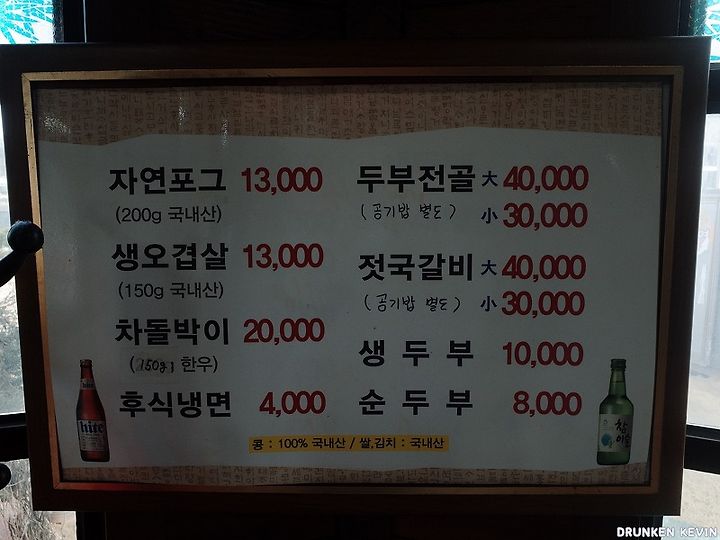 자연포그 13,000
(200g 국내산)
생오겹살 13,000
(150g 국내산)
차돌박이 20,000
(150g 한우)
후식냉면 4,000
두부전골 大 40,000
(공기밥 별도) 小 30,000
젓국갈비 大 40,000
(공기밥 별도) 小 30,000
생두부 10,000
순두부 8,000
콩 : 100% 국내산 / 쌀,김치 : 국내산
hite
참이슬
DRUNKEN KEVIN